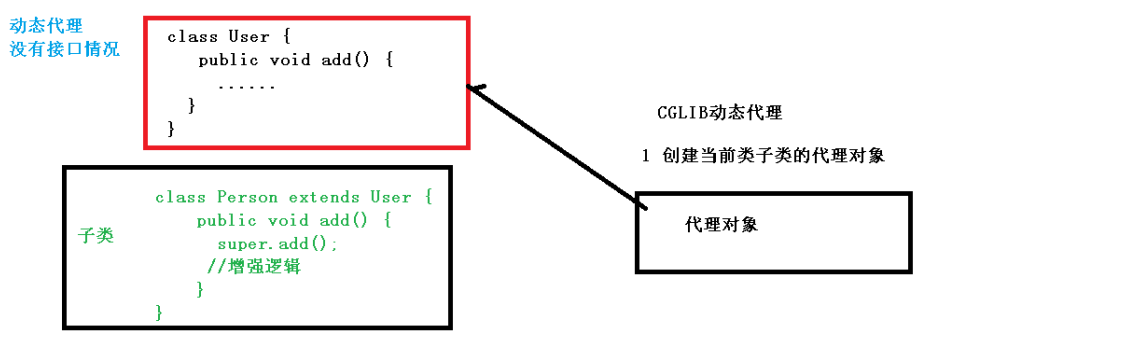 动态代理
没有接口情况
class User {
public void add() {
......
}
}
CGLIB动态代理
1 创建当前类子类的代理对象
代理对象
子类
class Person extends User {
public void add() {
super.add();
//增强逻辑
}
}